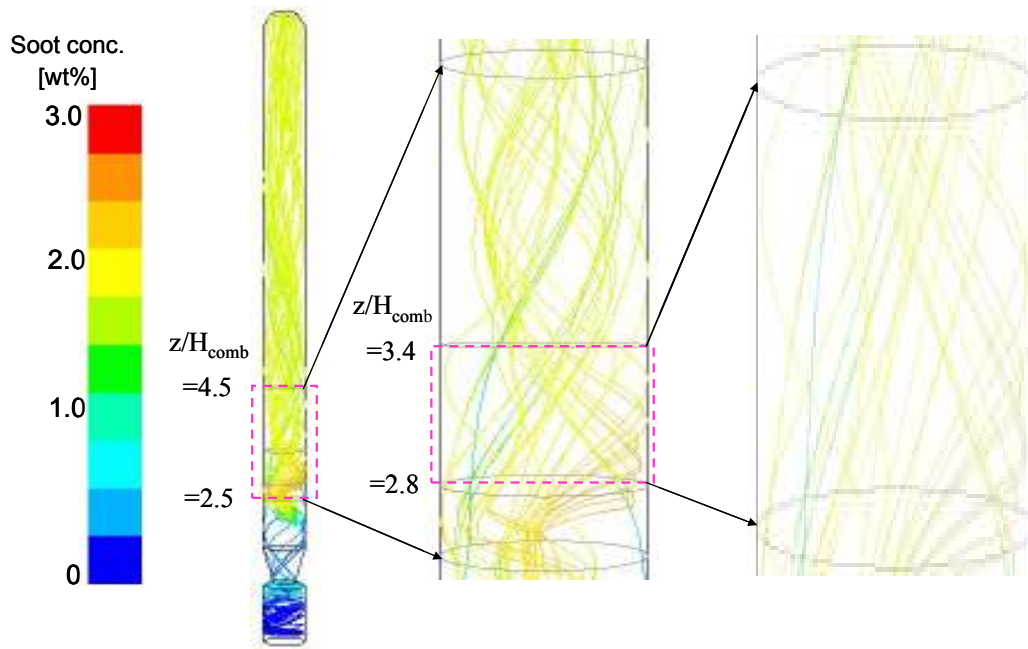 Soot conc.
[wt%]
3.0
2.0
1.0
0
z/Hcomb
=4.5
=2.5
z/Hcomb
=3.4
=2.8